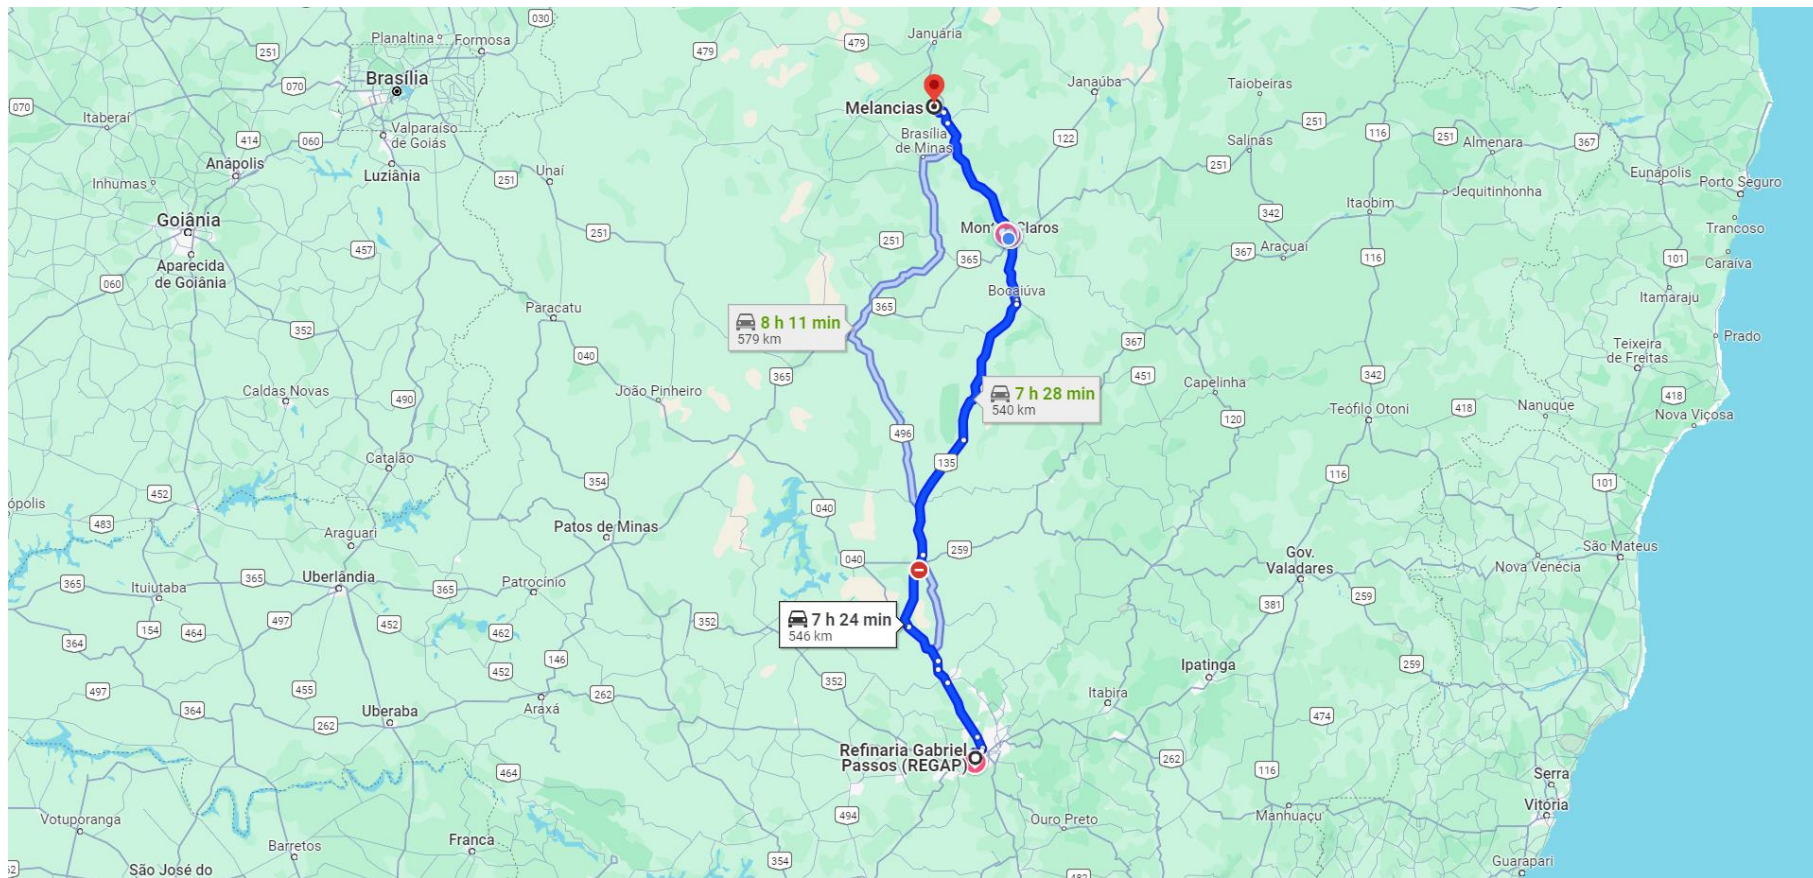 030
Planaltina
Formosa
251
479
479
Januária
Brasília
070
070
Itaberaí
Janaúba
Taiobeiras
Melancias
Brasília
de Minas
Valparaíso
de Goiás
414
060
122
251
116
251
Almenara
367
Salinas
Anápolis
Luziânia
Inhumas
251
Unaí
251
Eunápolis
Porto Seguro
Jequitinhonha
Itaobim
Goiânia
342
Trancoso
251
251
457
365
367
Araçuaí
116
101
Caraíva
Aparecida
de Goiânia
060
Bocaiúva
Itamaraju
Paracatu
365
8 h 11 min
579 km
352
367
Prado
Teixeira
de Freitas
040
365
451
Capelinha
342
Caldas Novas
490
João Pinheiro
7 h 28 min
540 km
418
Nanuque
418
Nova Viçosa
Teófilo Otoni
120
496
135
Catalão
116
354
101
452
ópolis
483
040
Patos de Minas
Araguari
259
040
São Mateus
Gov.
Valadares
Nova Venécia
365
Ituiutaba
365
Uberlândia
365
Patrocínio
381
259
154
464
497
452
462
352
7 h 24 min
546 km
364
146
452
Ipatinga
259
497
455
262
352
Itabira
364
262
Uberaba
Araxá
474
Refinaria Gabriel
Passos (REGAP)
262
116
464
Serra
494
Ouro Preto
Manhuaçu
Vitória
Votuporanga
Barretos
Franca
354
Guarapari
São José do